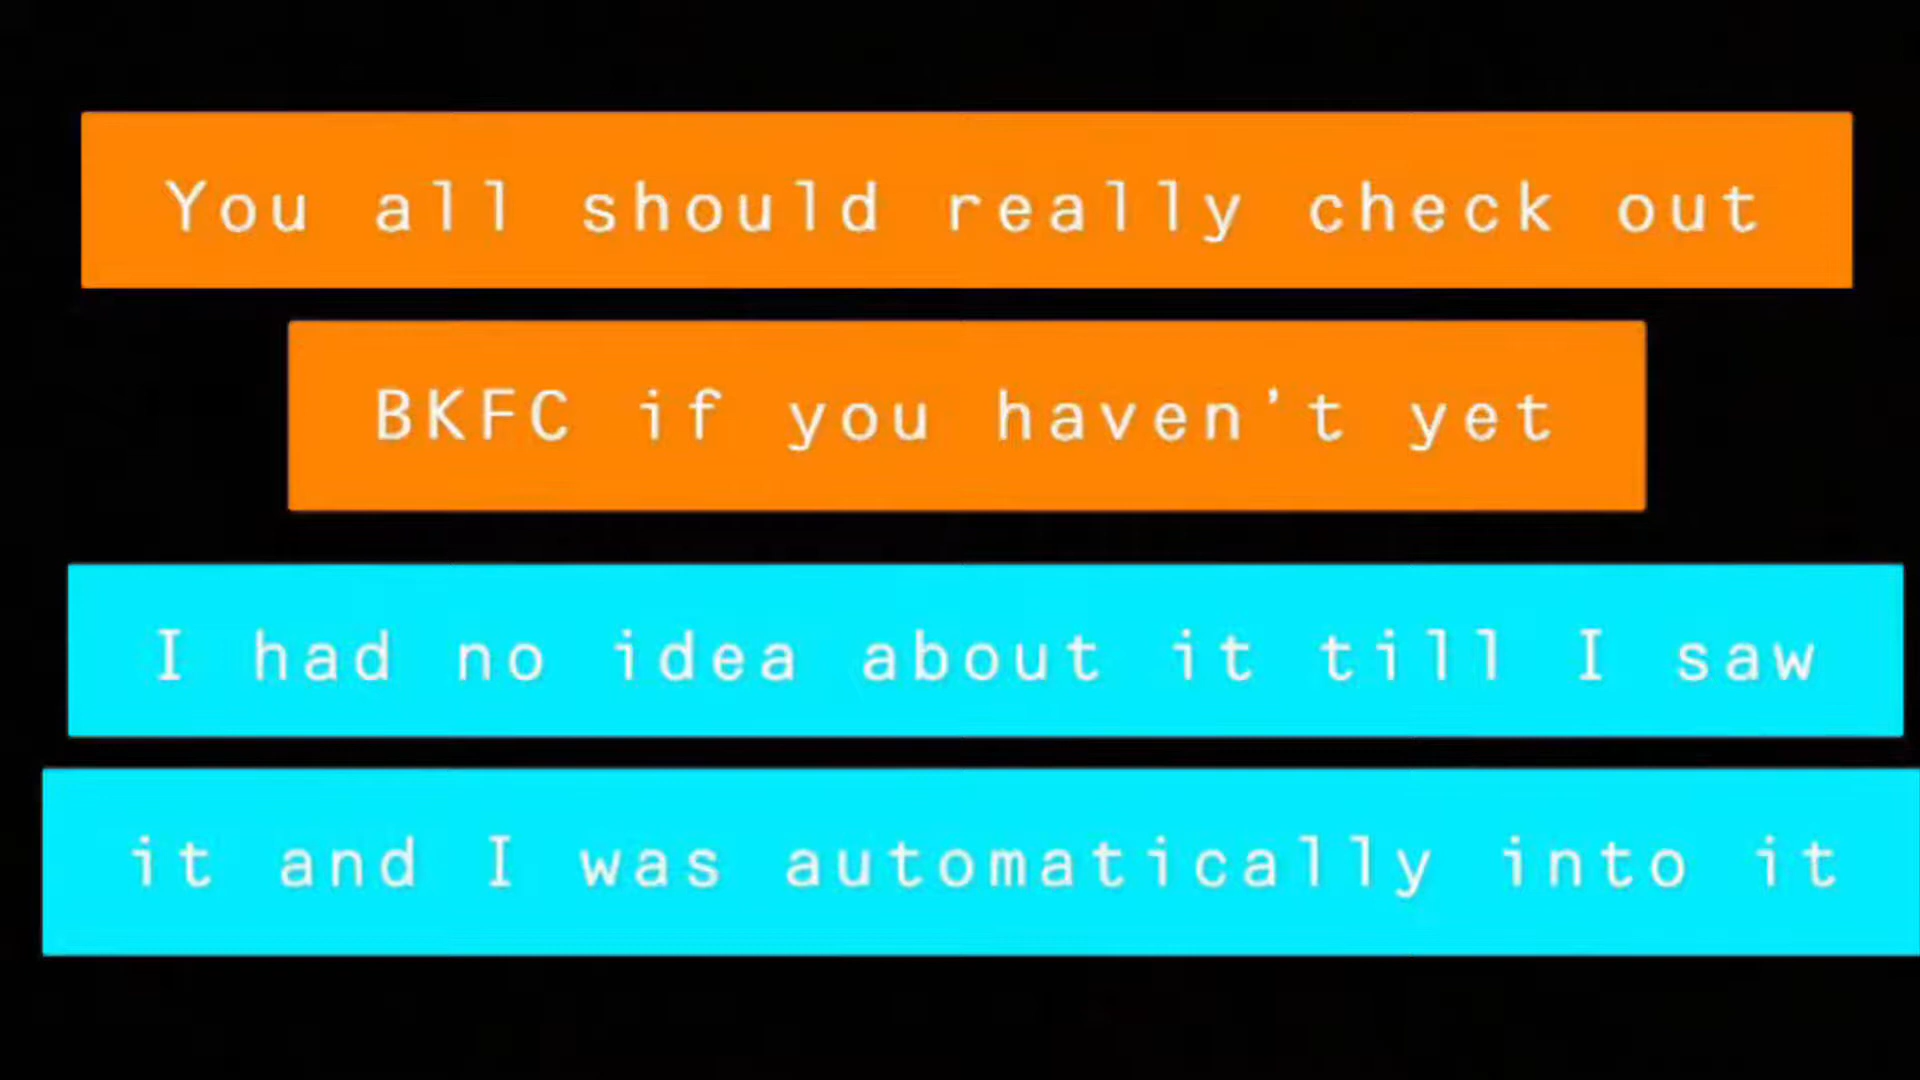 You all should really check out
BKFC if you haven't yet
I had no idea about it till I saw
it and I was automatically into it